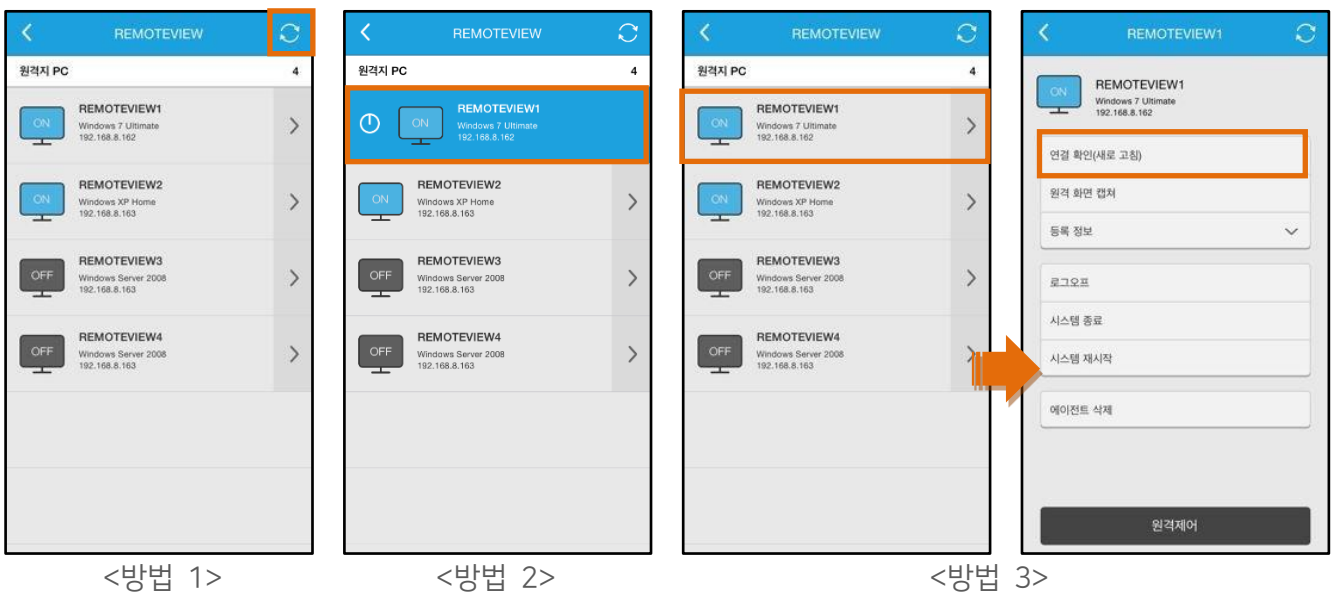 REMOTEVIEW
원격지 PC 4
ON
REMOTEVIEW1
Windows 7 Ultimate
192.168.8.162
ON
REMOTEVIEW2
Windows XP Home
192.168.8.163
OFF
REMOTEVIEW3
Windows Server 2008
192.168.8.163
OFF
REMOTEVIEW4
Windows Server 2008
192.168.8.163
<방법 1>
REMOTEVIEW
원격지 PC 4
ON
REMOTEVIEW1
Windows 7 Ultimate
192.168.8.162
ON
REMOTEVIEW2
Windows XP Home
192.168.8.163
OFF
REMOTEVIEW3
Windows Server 2008
192.168.8.163
OFF
REMOTEVIEW4
Windows Server 2008
192.168.8.163
<방법 2>
REMOTEVIEW
원격지 PC 4
ON
REMOTEVIEW1
Windows 7 Ultimate
192.168.8.162
ON
REMOTEVIEW2
Windows XP Home
192.168.8.163
OFF
REMOTEVIEW3
Windows Server 2008
192.168.8.163
OFF
REMOTEVIEW4
Windows Server 2008
192.168.8.163
REMOTEVIEW1
ON
REMOTEVIEW1
Windows 7 Ultimate
192.168.8.162
연결 확인(새로 고침)
원격 화면 캡쳐
등록 정보
로그오프
시스템 종료
시스템 재시작
에이전트 삭제
원격제어
<방법 3>